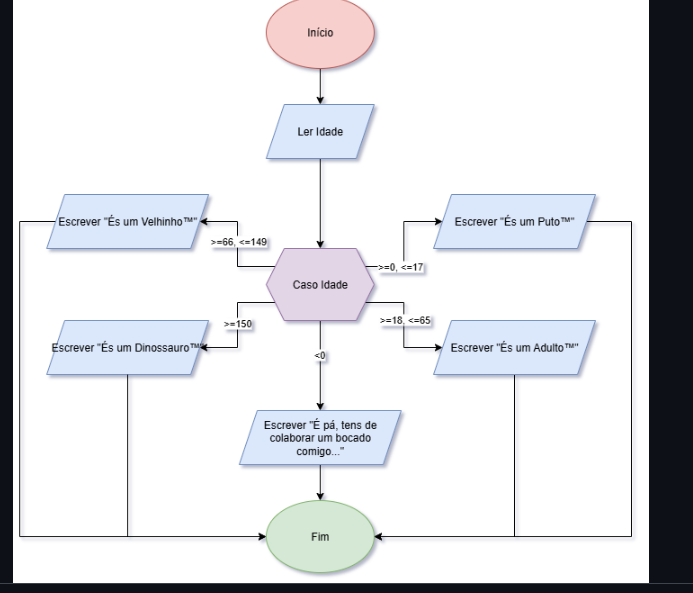 Início
Ler Idade
Escrever "És um Velhinho™"
Escrever "És um Puto™"
>=66, <=149
>=0, <=17
Caso Idade
>=150
>=18, <=65
Escrever "És um Dinossauro™"
Escrever "És um Adulto™"
<0
Escrever "É pá, tens de
colaborar um bocado
comigo..."
Fim